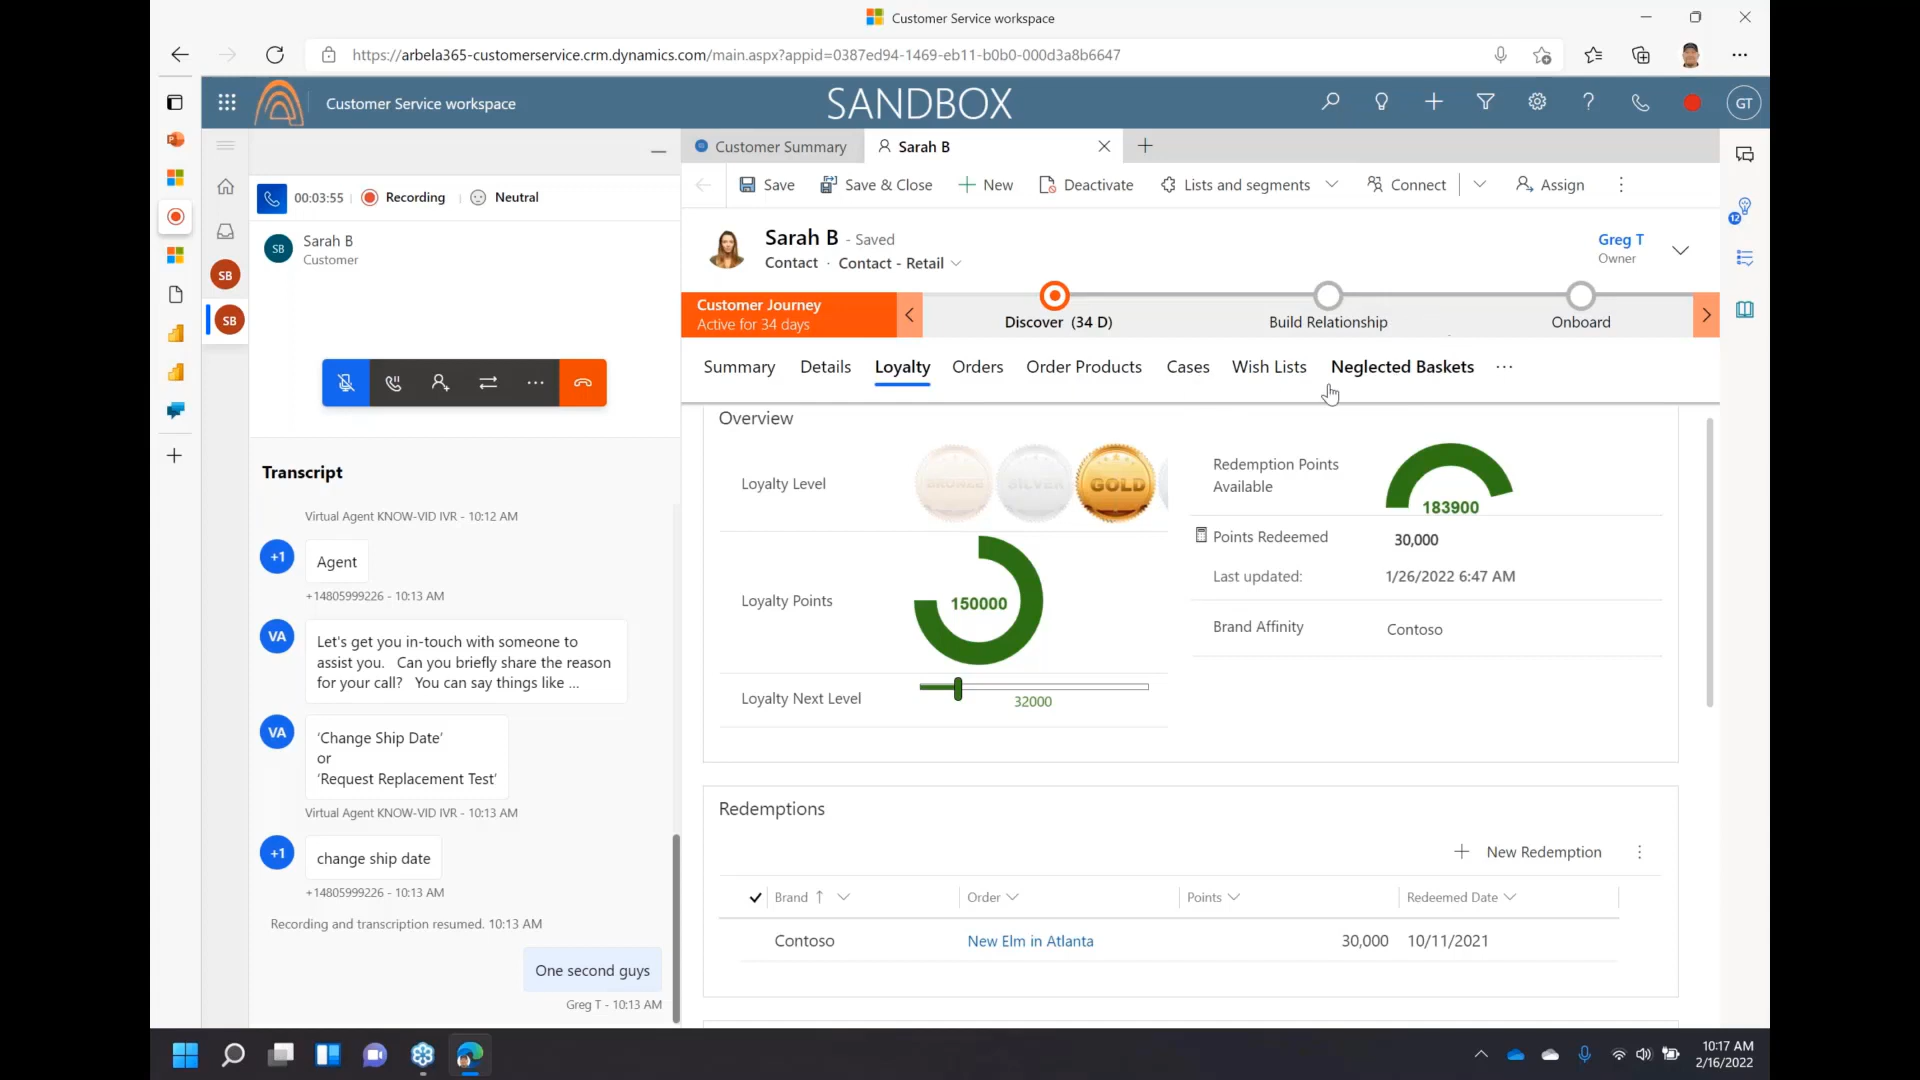 Customer Service workspace
https://arbela365-customerservice.crm.dynamics.com/main.aspx?appid=0387ed94-1469-eb11-b0b0-000d3a8b6647
Customer Service workspace
SANDBOX
GT
Customer Summary
Sarah B
00:03:55
Recording
Neutral
Save
Save & Close
New
Deactivate
Lists and segments
Connect
Assign
12
SB
Sarah B
Customer
SB
SB
Sarah B - Saved
Contact · Contact - Retail
Greg T
Owner
Customer Journey
Active for 34 days
Discover (34 D)
Build Relationship
Onboard
Summary
Details
Loyalty
Orders
Order Products
Cases
Wish Lists
Neglected Baskets
Transcript
Virtual Agent KNOW-VID IVR - 10:12 AM
+1
Agent
+14805999226 - 10:13 AM
VA
Let's get you in-touch with someone to
assist you. Can you briefly share the reason
for your call? You can say things like ...
VA
‘Change Ship Date’
or
‘Request Replacement Test’
Virtual Agent KNOW-VID IVR - 10:13 AM
+1
change ship date
+14805999226 - 10:13 AM
Recording and transcription resumed. 10:13 AM
One second guys
Greg T - 10:13 AM
Overview
Loyalty Level
BRONZE
SILVER
GOLD
Loyalty Points
150000
Loyalty Next Level
32000
Redemption Points
Available
183900
Points Redeemed
30,000
Last updated:
1/26/2022 6:47 AM
Brand Affinity
Contoso
Redemptions
New Redemption
Brand
Order
Points
Redeemed Date
Contoso
New Elm in Atlanta
30,000
10/11/2021
10:17 AM
2/16/2022